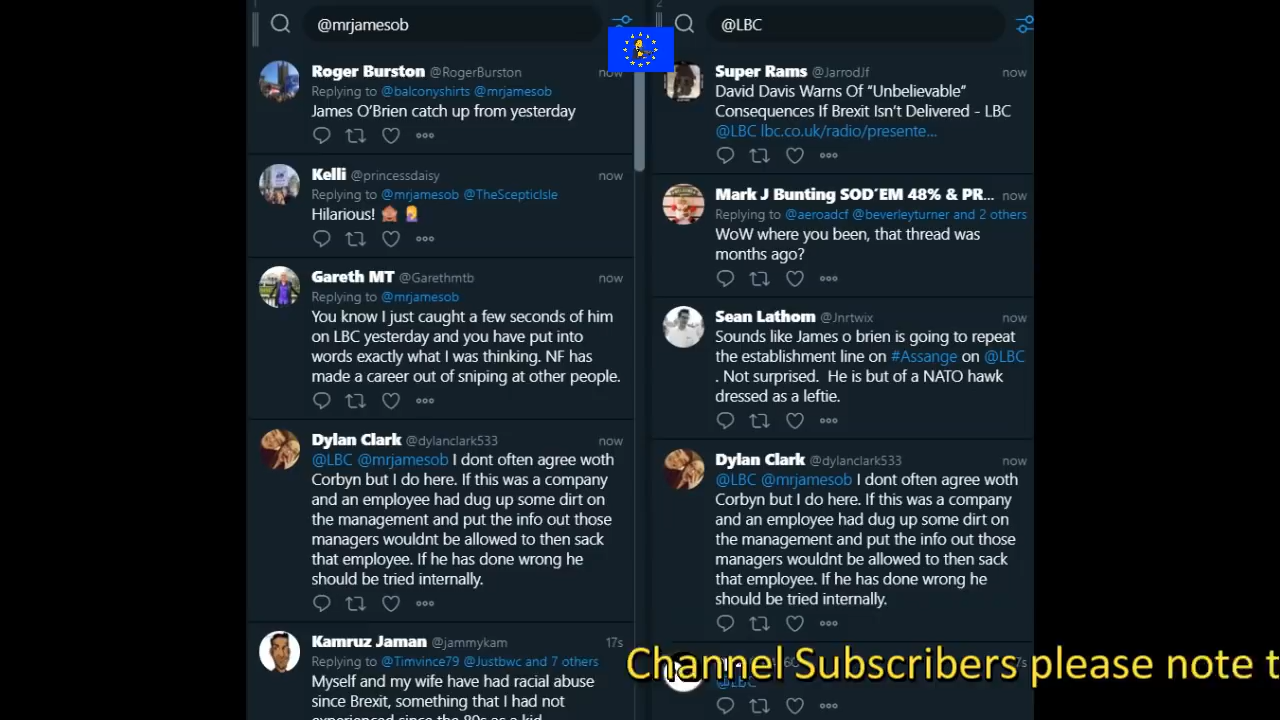 @mrjamesob
Roger Burston @RogerBurston now
Replying to @balconyshirts @mrjamesob
James O’Brien catch up from yesterday
Kelli @princessdaisy now
Replying to @mrjamesob @TheScepticIsle
Hilarious!
Gareth MT @Garethmtb now
Replying to @mrjamesob
You know I just caught a few seconds of him
on LBC yesterday and you have put into
words exactly what I was thinking. NF has
made a career out of sniping at other people.
Dylan Clark @dylanclark533 now
@LBC @mrjamesob I dont often agree woth
Corbyn but I do here. If this was a company
and an employee had dug up some dirt on
the management and put the info out those
managers wouldnt be allowed to then sack
that employee. If he has done wrong he
should be tried internally.
Kamruz Jaman @jammykam 17s
Replying to @Timvince79 @Justbwc and 7 others
Myself and my wife have had racial abuse
since Brexit, something that I had not
experienced since the 80s as a kid
2
@LBC
Super Rams @JarrodJf now
David Davis Warns Of “Unbelievable”
Consequences If Brexit Isn’t Delivered - LBC
@LBC lbc.co.uk/radio/presente…
Mark J Bunting SOD´EM 48% & PR... now
Replying to @aeroadcf @beverleyturner and 2 others
WoW where you been, that thread was
months ago?
Sean Lathom @Jnrtwix now
Sounds like James o brien is going to repeat
the establishment line on #Assange on @LBC
. Not surprised. He is but of a NATO hawk
dressed as a leftie.
Dylan Clark @dylanclark533 now
@LBC @mrjamesob I dont often agree woth
Corbyn but I do here. If this was a company
and an employee had dug up some dirt on
the management and put the info out those
managers wouldnt be allowed to then sack
that employee. If he has done wrong he
should be tried internally.
@LBC
Channel Subscribers please note t